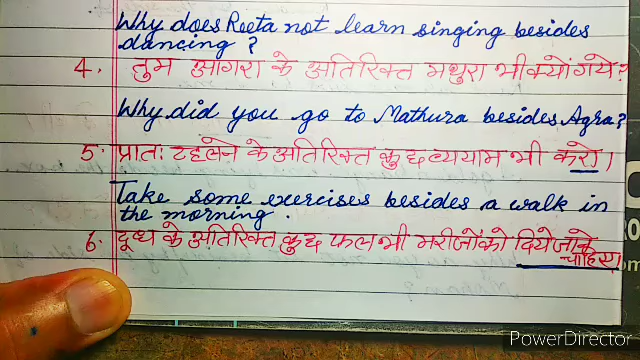 Why does Reeta not learn singing besides
dancing ?
4. तुम आगरा के अतिरिक्त मथुरा भी क्यों गये ?
Why did you go to Mathura besides Agra?
5. प्रातः टहलने के अतिरिक्त कुछ व्यायाम भी करो।
Take some exercises besides a walk in
the morning.
6. दूध के अतिरिक्त कुछ फल भी मरीजों को दिये जाने
चाहिए।
PowerDirector